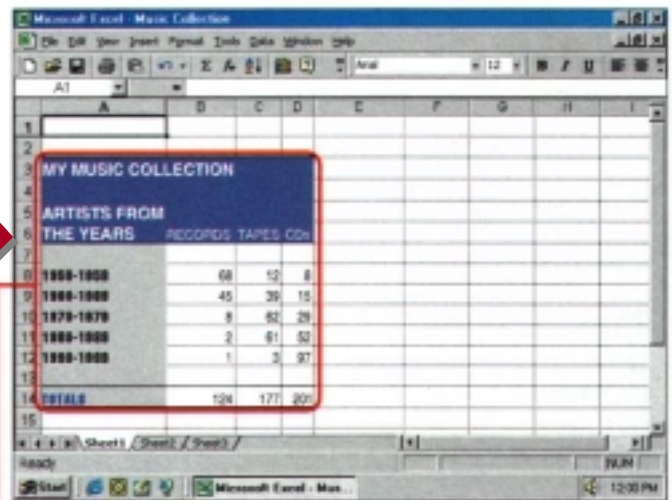 Microsoft Excel - Music Collection
File Edit View Insert Format Tools Data Window Help
Arial 12 B I U
A1 =
A B C D E F G H I
1
2
3 MY MUSIC COLLECTION
4
5 ARTISTS FROM
6 THE YEARS RECORDS TAPES CDs
7
8 68 12 8
9 45 39 15
10 8 62 29
11 2 61 52
12 1 3 97
13
14 TOTALS 124 177 201
15
Sheet1 Sheet2 Sheet3
Ready NUM
Start Microsoft Excel - Mus... 12:00 PM